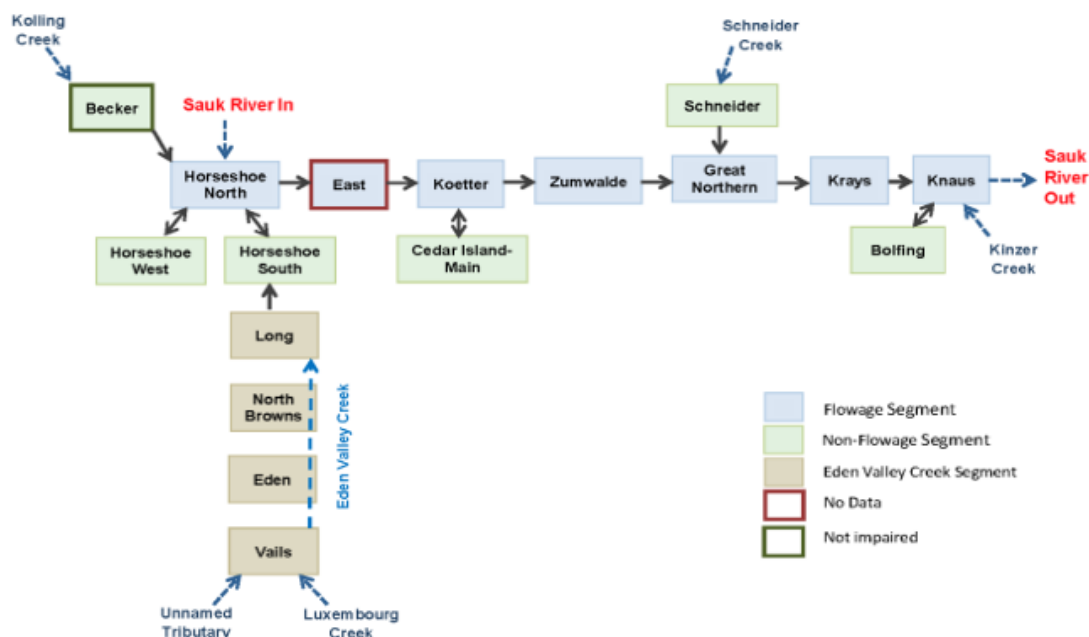 Kolling
Creek
Schneider
Creek
Becker
Sauk River In
Schneider
Horseshoe
North
East
Koetter
Zumwalde
Great
Northern
Krays
Knaus
Sauk
River
Out
Horseshoe
West
Horseshoe
South
Cedar Island-
Main
Bolfing
Kinzer
Creek
Long
North
Browns
Eden
Vails
Eden Valley Creek
Unnamed
Tributary
Luxembourg
Creek
Flowage Segment
Non-Flowage Segment
Eden Valley Creek Segment
No Data
Not impaired